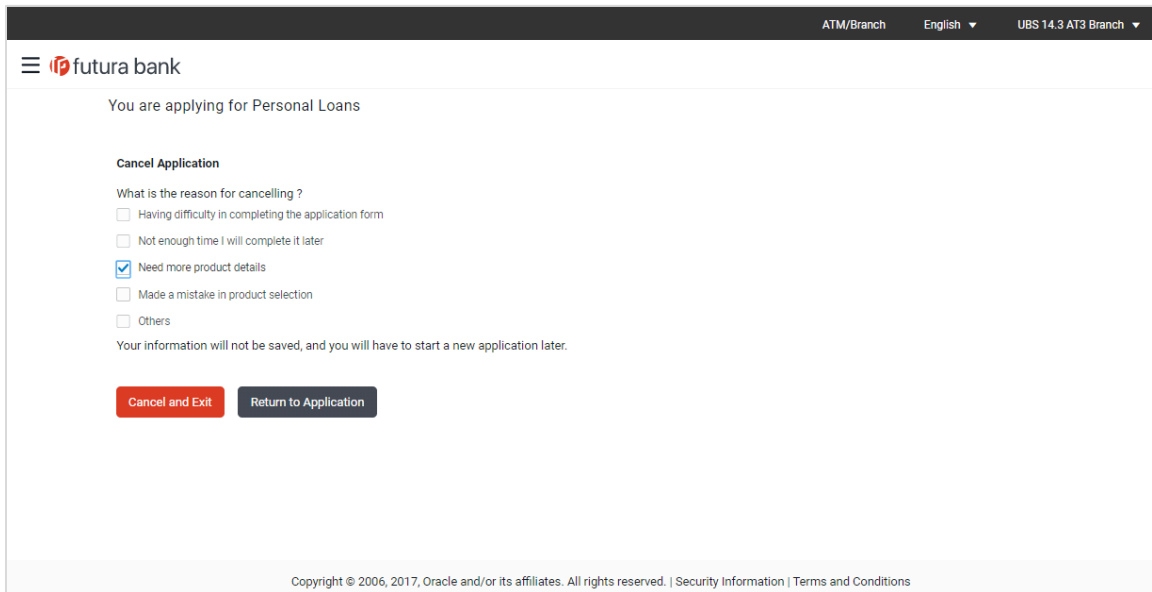 ATM/Branch English UBS 14.3 AT3 Branch
futura bank
You are applying for Personal Loans
Cancel Application
What is the reason for cancelling ?
Having difficulty in completing the application form
Not enough time I will complete it later
Need more product details
Made a mistake in product selection
Others
Your information will not be saved, and you will have to start a new application later.
Cancel and Exit Return to Application
Copyright © 2006, 2017, Oracle and/or its affiliates. All rights reserved. | Security Information | Terms and Conditions